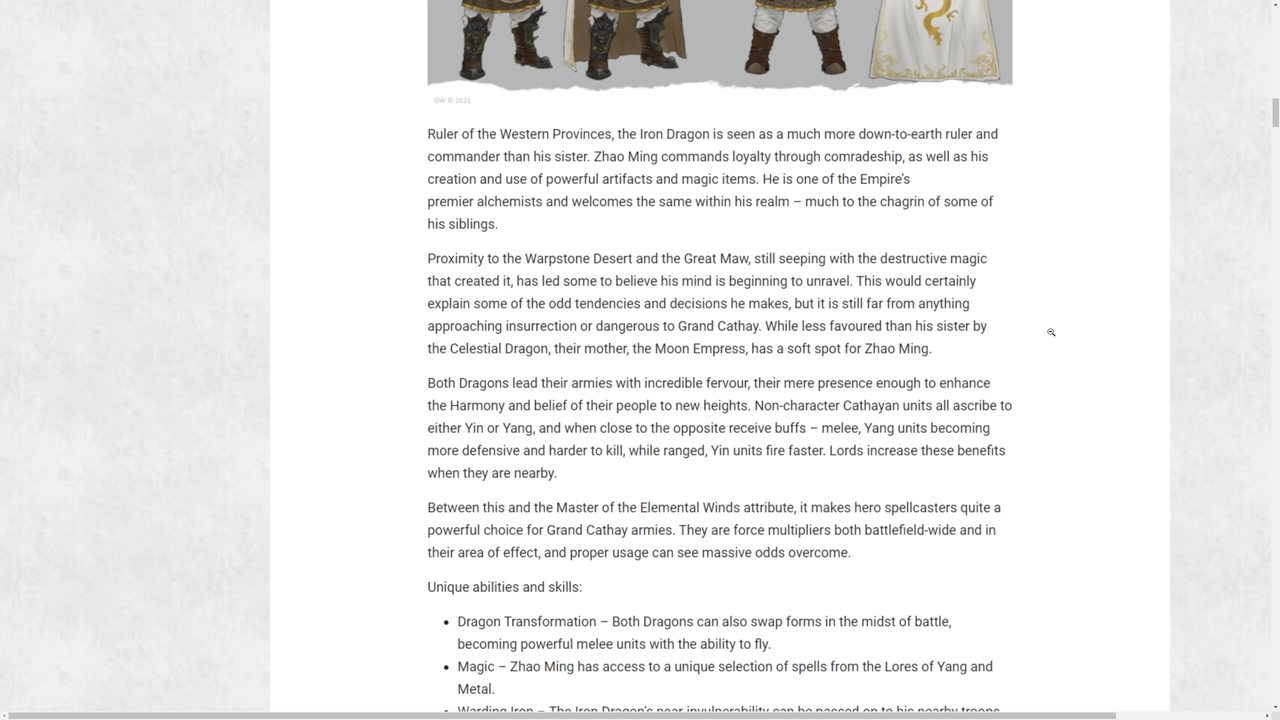 GW © 2021
Ruler of the Western Provinces, the Iron Dragon is seen as a much more down-to-earth ruler and
commander than his sister. Zhao Ming commands loyalty through comradeship, as well as his
creation and use of powerful artifacts and magic items. He is one of the Empire’s
premier alchemists and welcomes the same within his realm – much to the chagrin of some of
his siblings.
Proximity to the Warpstone Desert and the Great Maw, still seeping with the destructive magic
that created it, has led some to believe his mind is beginning to unravel. This would certainly
explain some of the odd tendencies and decisions he makes, but it is still far from anything
approaching insurrection or dangerous to Grand Cathay. While less favoured than his sister by
the Celestial Dragon, their mother, the Moon Empress, has a soft spot for Zhao Ming.
Both Dragons lead their armies with incredible fervour, their mere presence enough to enhance
the Harmony and belief of their people to new heights. Non-character Cathayan units all ascribe to
either Yin or Yang, and when close to the opposite receive buffs – melee, Yang units becoming
more defensive and harder to kill, while ranged, Yin units fire faster. Lords increase these benefits
when they are nearby.
Between this and the Master of the Elemental Winds attribute, it makes hero spellcasters quite a
powerful choice for Grand Cathay armies. They are force multipliers both battlefield-wide and in
their area of effect, and proper usage can see massive odds overcome.
Unique abilities and skills:
• Dragon Transformation – Both Dragons can also swap forms in the midst of battle,
becoming powerful melee units with the ability to fly.
• Magic – Zhao Ming has access to a unique selection of spells from the Lores of Yang and
Metal.
Warding Iron – The Iron Dragon’s near invulnerability can be passed on to his nearby troops